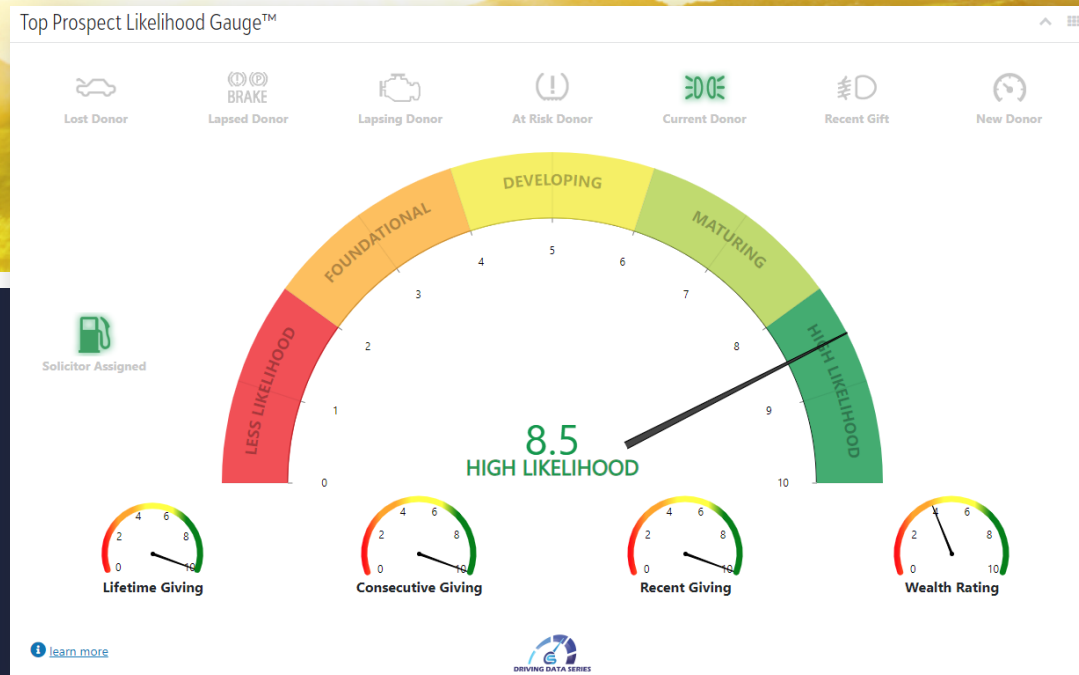 Top Prospect Likelihood Gauge™
BRAKE
Lost Donor
Lapsed Donor
Lapsing Donor
At Risk Donor
Current Donor
Recent Gift
New Donor
DEVELOPING
FOUNDATIONAL
MATURING
LESS LIKELIHOOD
HIGH LIKELIHOOD
0
1
2
3
4
5
6
7
8
9
10
Solicitor Assigned
8.5
HIGH LIKELIHOOD
0 2 4 6 8 10
Lifetime Giving
0 2 4 6 8 10
Consecutive Giving
0 2 4 6 8 10
Recent Giving
0 2 4 6 8 10
Wealth Rating
learn more
DRIVING DATA SERIES